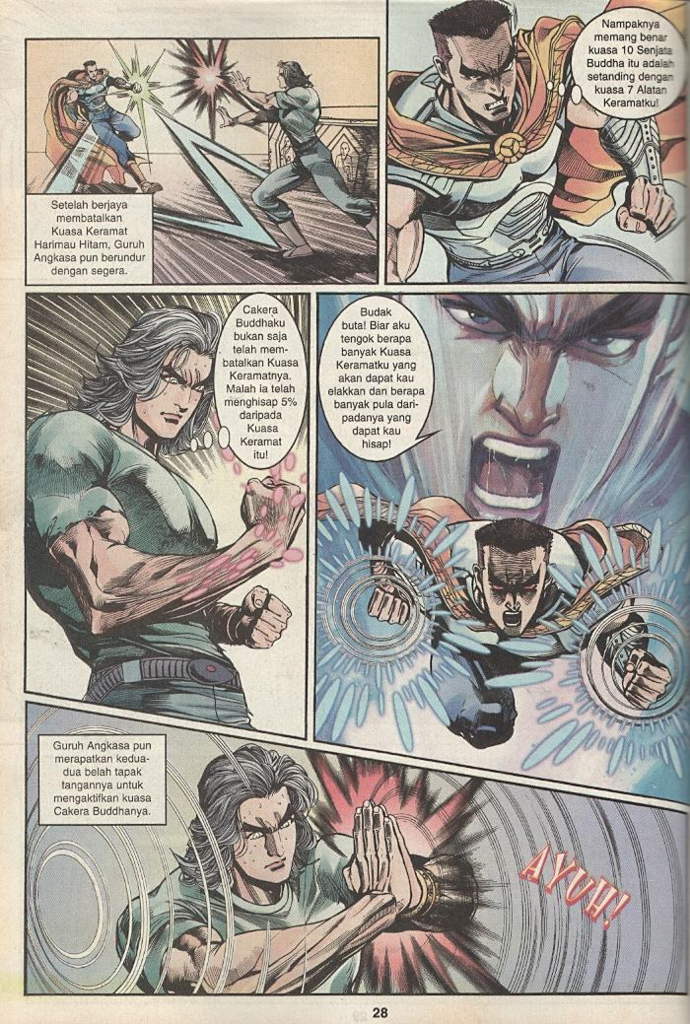 Setelah berjaya
membatalkan
Kuasa Keramat
Harimau Hitam, Guruh
Angkasa pun berundur
dengan segera.
Nampaknya
memang benar
kuasa 10 Senjata
Buddha itu adalah
setanding dengan
kuasa 7 Alatan
Keramatku!
Cakera
Buddhaku
bukan saja
telah mem-
batalkan Kuasa
Keramatnya.
Malah ia telah
menghisap 5%
daripada
Kuasa
Keramat
itu!
Budak
buta! Biar aku
tengok berapa
banyak Kuasa
Keramatku yang
akan dapat kau
elakkan dan berapa
banyak pula dari-
padanya yang
dapat kau
hisap!
Guruh Angkasa pun
merapatkan kedua-
dua belah tapak
tangannya untuk
mengaktifkan kuasa
Cakera Buddhanya.
AYUH!
28